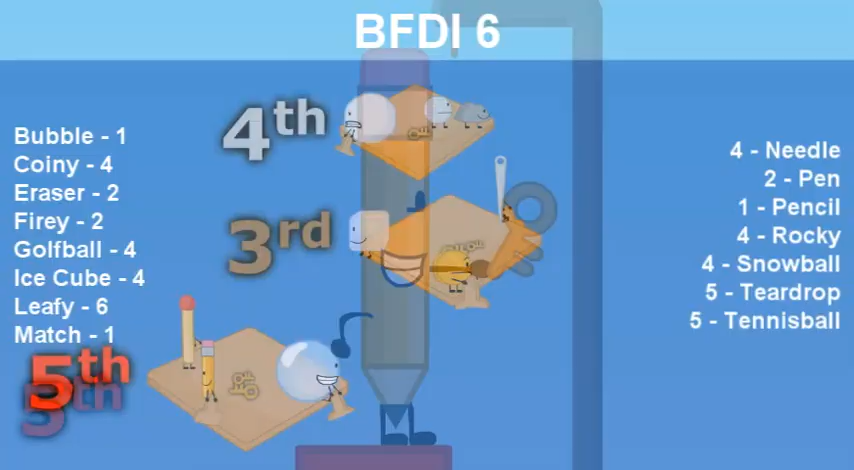 BFDI 6
Bubble - 1
Coiny - 4
Eraser - 2
Firey - 2
Golfball - 4
Ice Cube - 4
Leafy - 6
Match - 1
4th
3rd
5th
5th
4 - Needle
2 - Pen
1 - Pencil
4 - Rocky
4 - Snowball
5 - Teardrop
5 - Tennisball